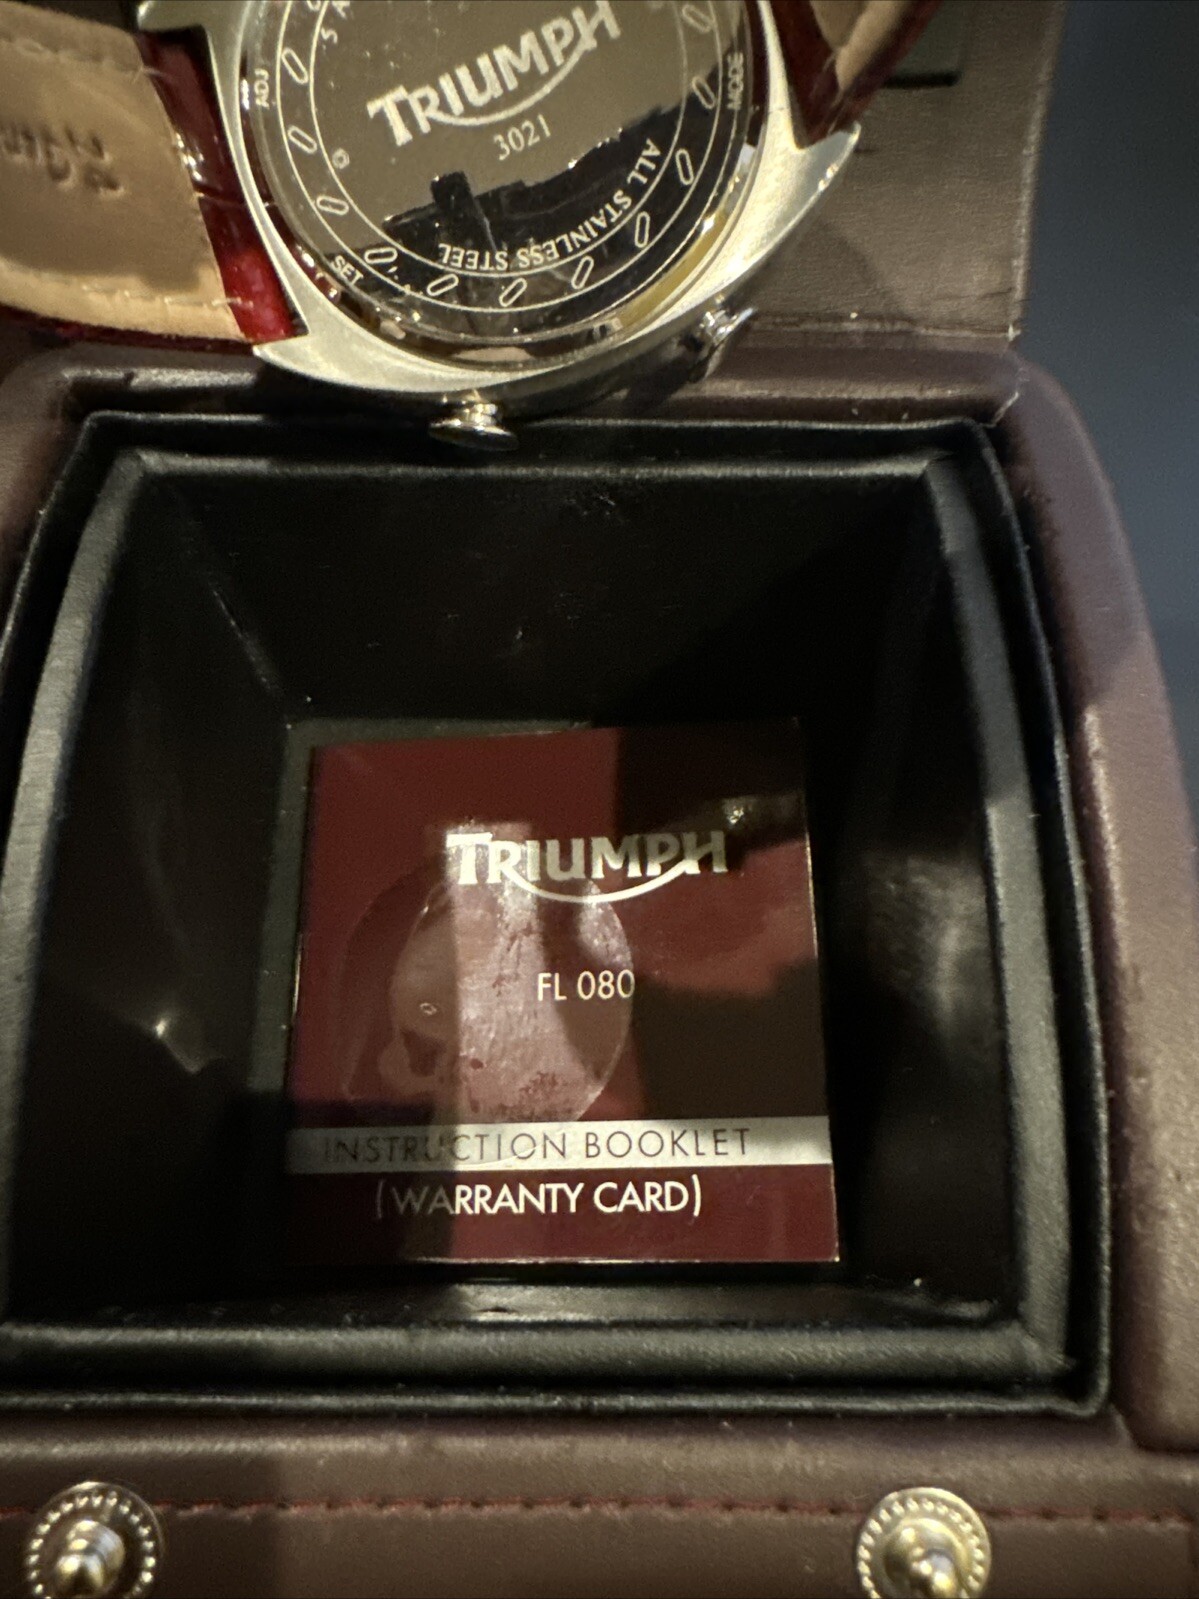 TRIUMPH
3021
ADJ
MODE
SET
ALL STAINLESS STEEL
TRIUMPH
FL 080
INSTRUCTION BOOKLET
(WARRANTY CARD)